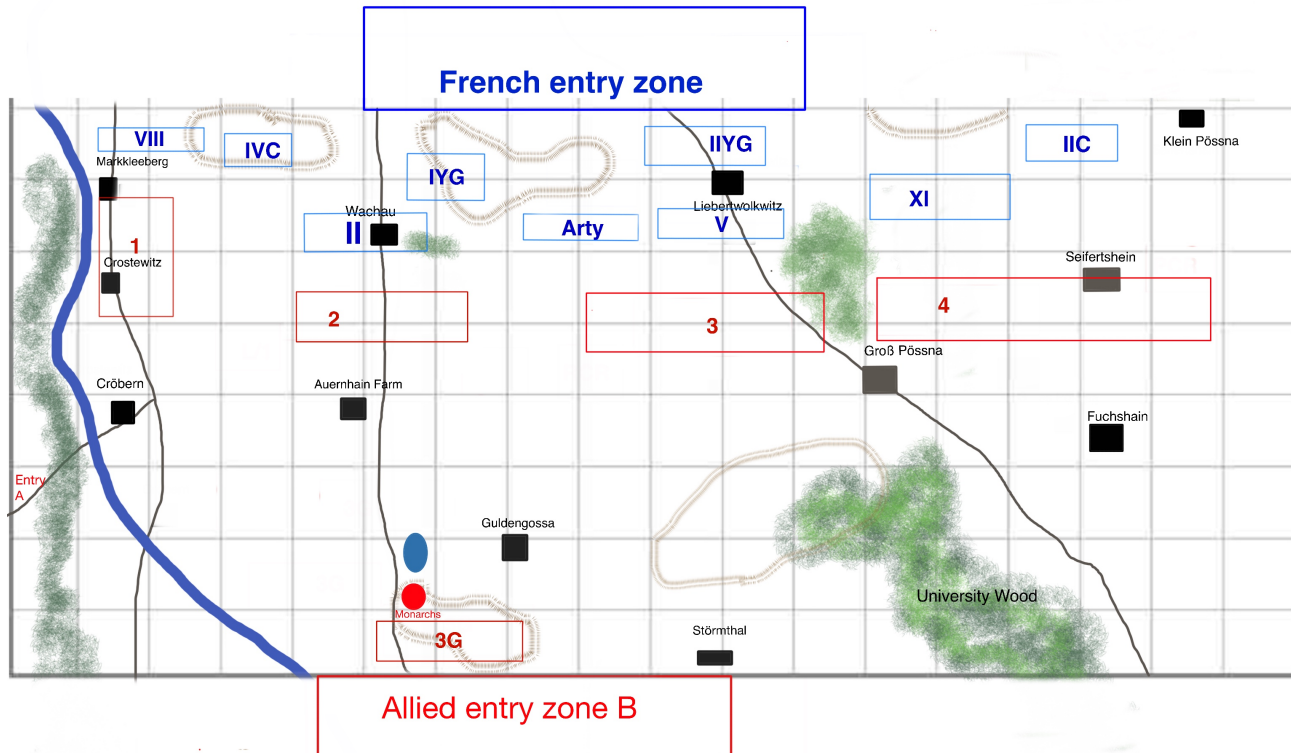 French entry zone
VIII
IVC
IYG
IIYG
IIC
Klein Pössna
Markkleeberg
XI
Wachau
II
Arty
Liebertwolkwitz
V
1
Crostewitz
Seifertshein
2
3
4
Groß Pössna
Cröbern
Auernhain Farm
Fuchshain
Entry
A
Guldengossa
University Wood
Monarchs
3G
Störmthal
Allied entry zone B